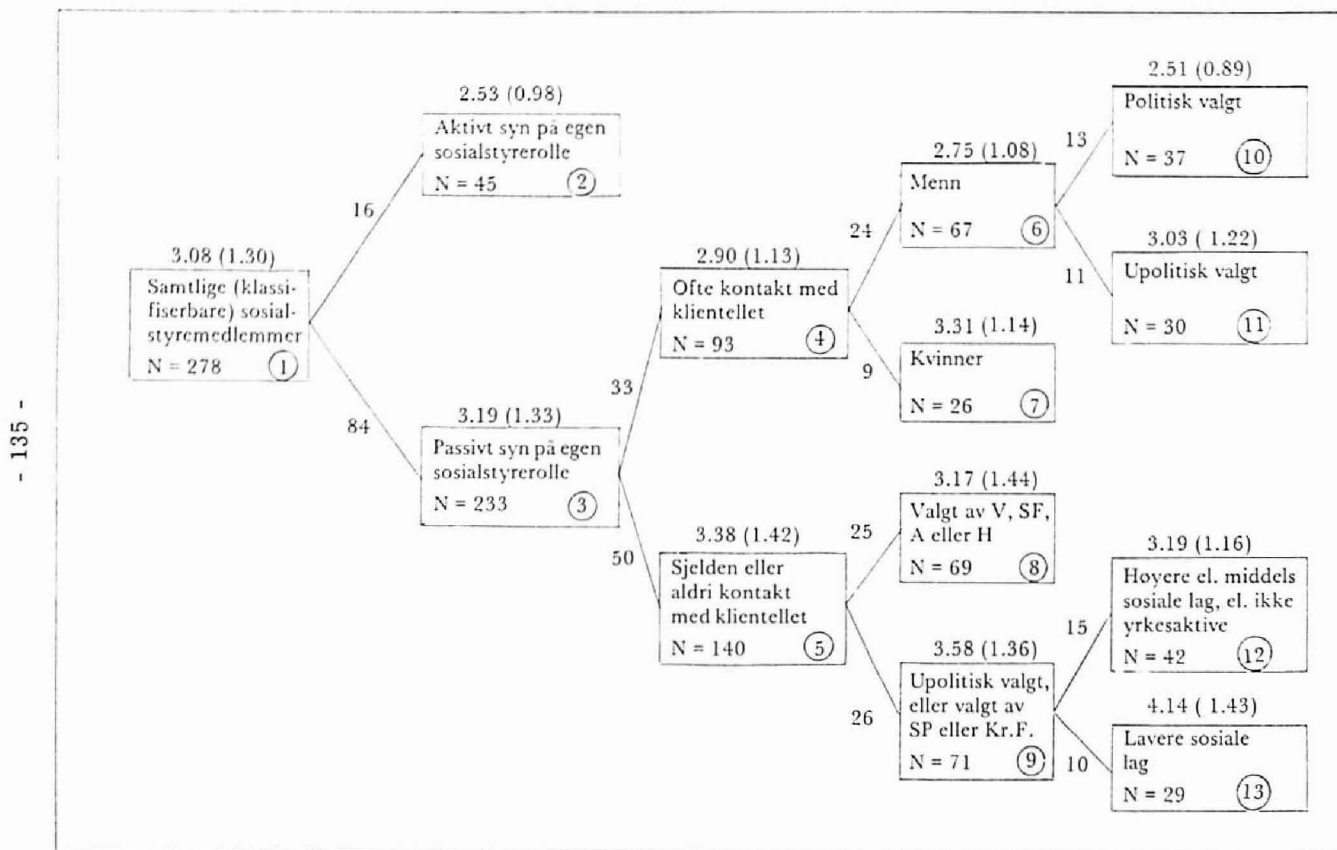 - 135 -
3.08 (1.30)
Samtlige (klassi-
fiserbare) sosial-
styremedlemmer
N = 278 1
16
84
2.53 (0.98)
Aktivt syn på egen
sosialstyrerolle
N = 45 2
3.19 (1.33)
Passivt syn på egen
sosialstyrerolle
N = 233 3
33
50
2.90 (1.13)
Ofte kontakt med
klientellet
N = 93 4
3.38 (1.42)
Sjelden eller
aldri kontakt
med klientellet
N = 140 5
24
9
25
26
2.75 (1.08)
Menn
N = 67 6
3.31 (1.14)
Kvinner
N = 26 7
3.17 (1.44)
Valgt av V, SF,
A eller H
N = 69 8
3.58 (1.36)
Upolitisk valgt,
eller valgt av
SP eller Kr.F.
N = 71 9
13
11
15
10
2.51 (0.89)
Politisk valgt
N = 37 10
3.03 ( 1.22)
Upolitisk valgt
N = 30 11
3.19 (1.16)
Høyere el. middels
sosiale lag, el. ikke
yrkesaktive
N = 42 12
4.14 ( 1.43)
Lavere sosiale
lag
N = 29 13